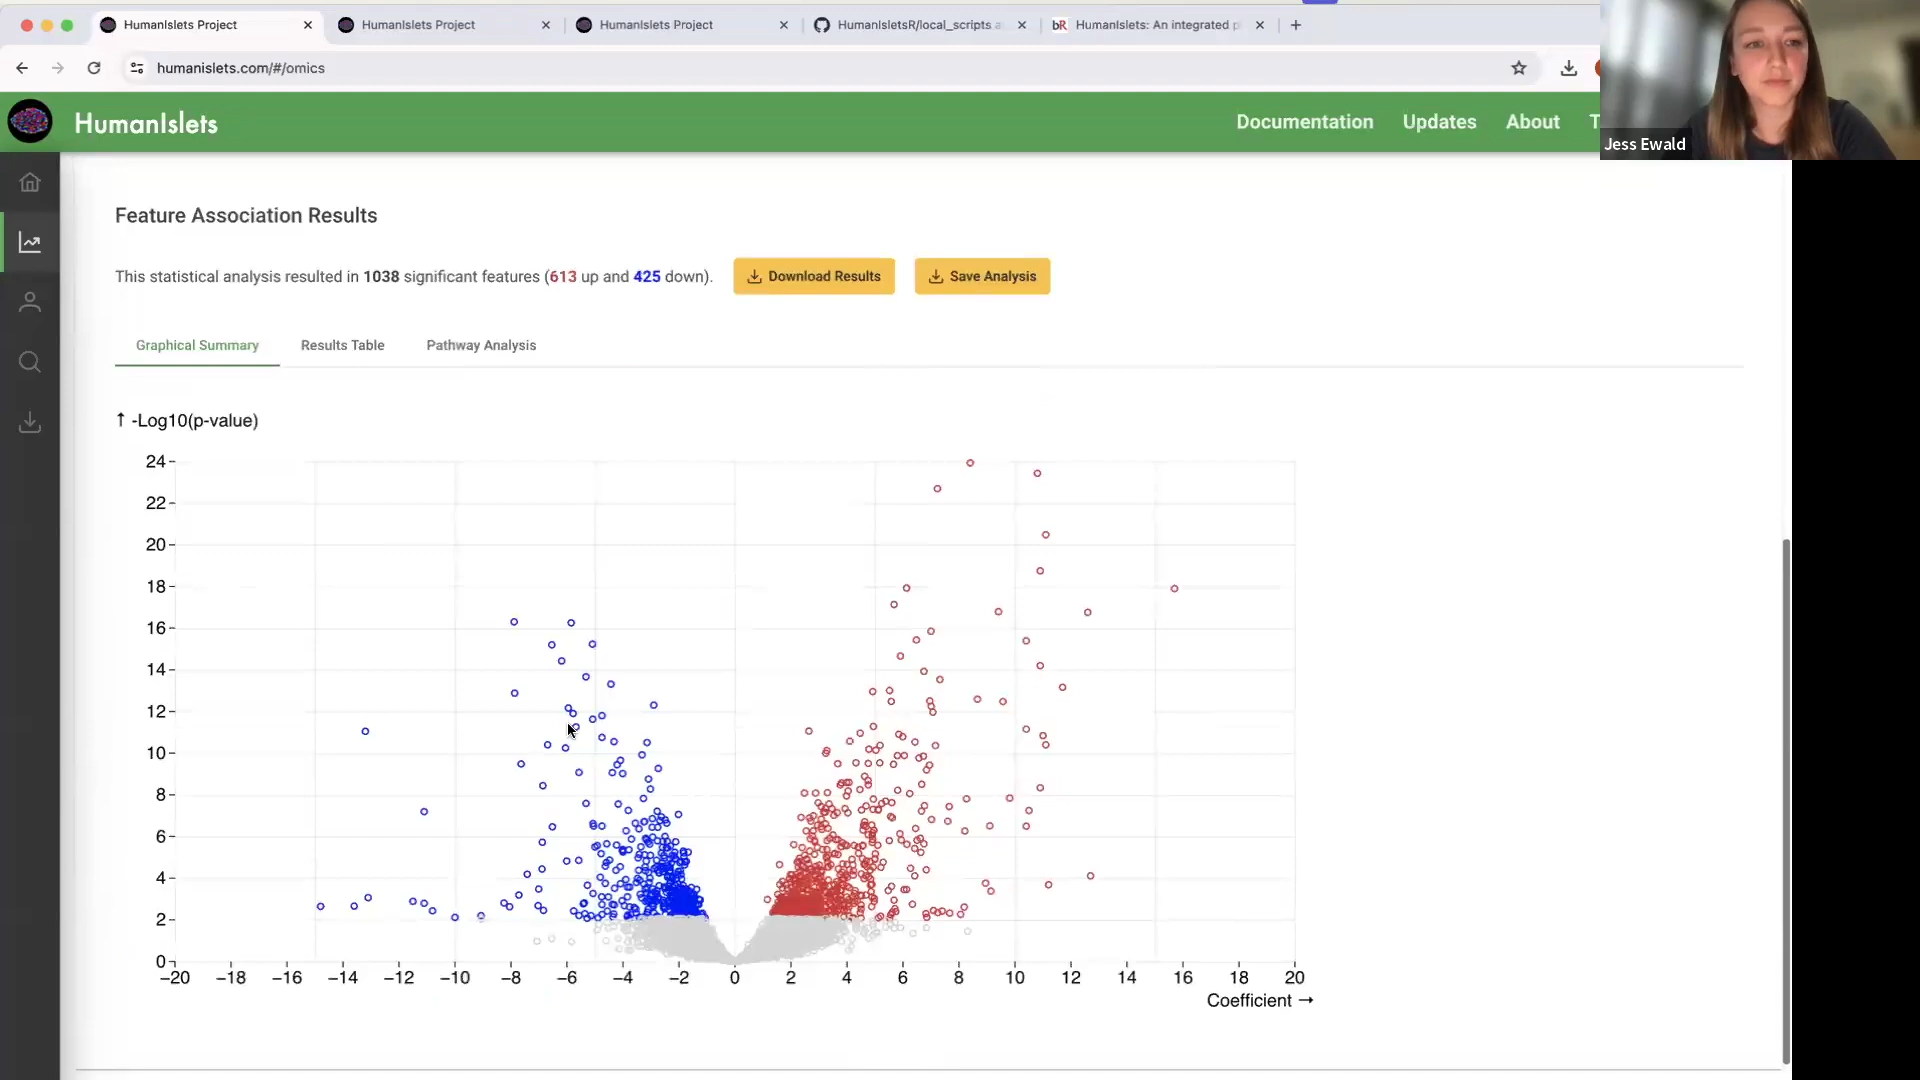 HumanIslets Project
HumanIslets Project
HumanIslets Project
HumanIsletsR/local_scripts a
bR HumanIslets: An integrated p
humanislets.com/#/omics
HumanIslets
Documentation Updates About T
Jess Ewald
Feature Association Results
This statistical analysis resulted in 1038 significant features (613 up and 425 down).
Download Results
Save Analysis
Graphical Summary Results Table Pathway Analysis
↑ -Log10(p-value)
24
22
20
18
16
14
12
10
8
6
4
2
0
−20 −18 −16 −14 −12 −10 −8 −6 −4 −2 0 2 4 6 8 10 12 14 16 18 20
Coefficient →